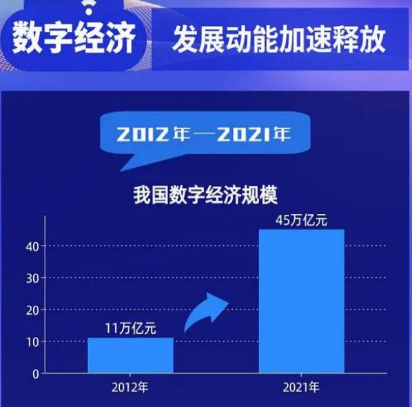 数字经济 发展动能加速释放
2012年—2021年
我国数字经济规模
45万亿元
40
30
20
11万亿元
10
0
2012年 2021年